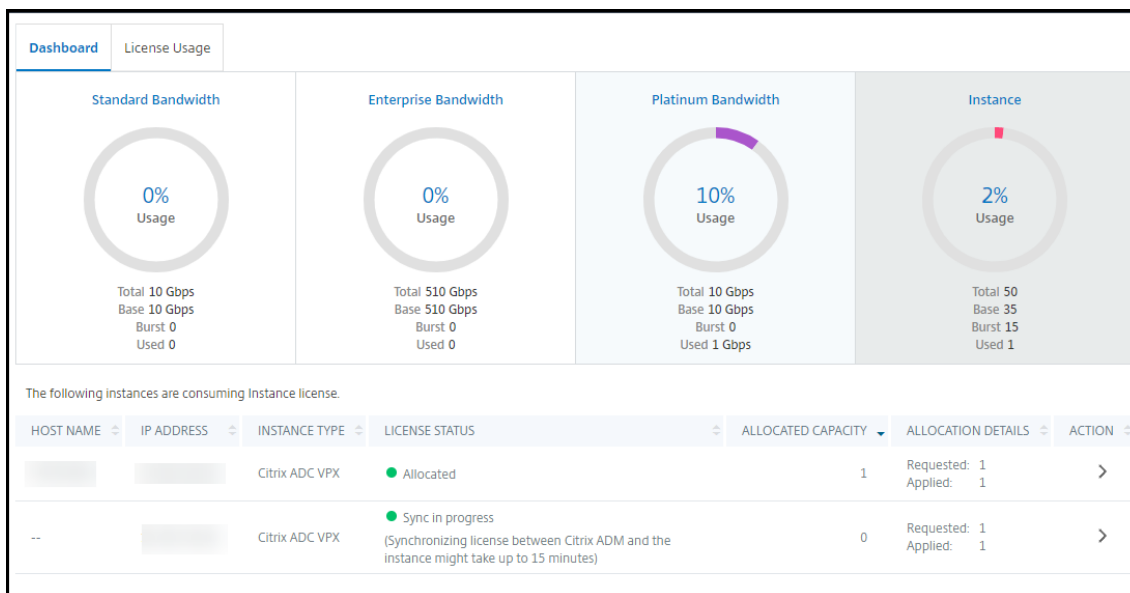 Dashboard
License Usage
Standard Bandwidth
0%
Usage
Total 10 Gbps
Base 10 Gbps
Burst 0
Used 0
Enterprise Bandwidth
0%
Usage
Total 510 Gbps
Base 510 Gbps
Burst 0
Used 0
Platinum Bandwidth
10%
Usage
Total 10 Gbps
Base 10 Gbps
Burst 0
Used 1 Gbps
Instance
2%
Usage
Total 50
Base 35
Burst 15
Used 1
The following instances are consuming Instance license.
HOST NAME IP ADDRESS INSTANCE TYPE LICENSE STATUS ALLOCATED CAPACITY ALLOCATION DETAILS ACTION
Citrix ADC VPX
Allocated
1
Requested: 1
Applied: 1
--
Citrix ADC VPX
Sync in progress
(Synchronizing license between Citrix ADM and the
instance might take up to 15 minutes)
0
Requested: 1
Applied: 1